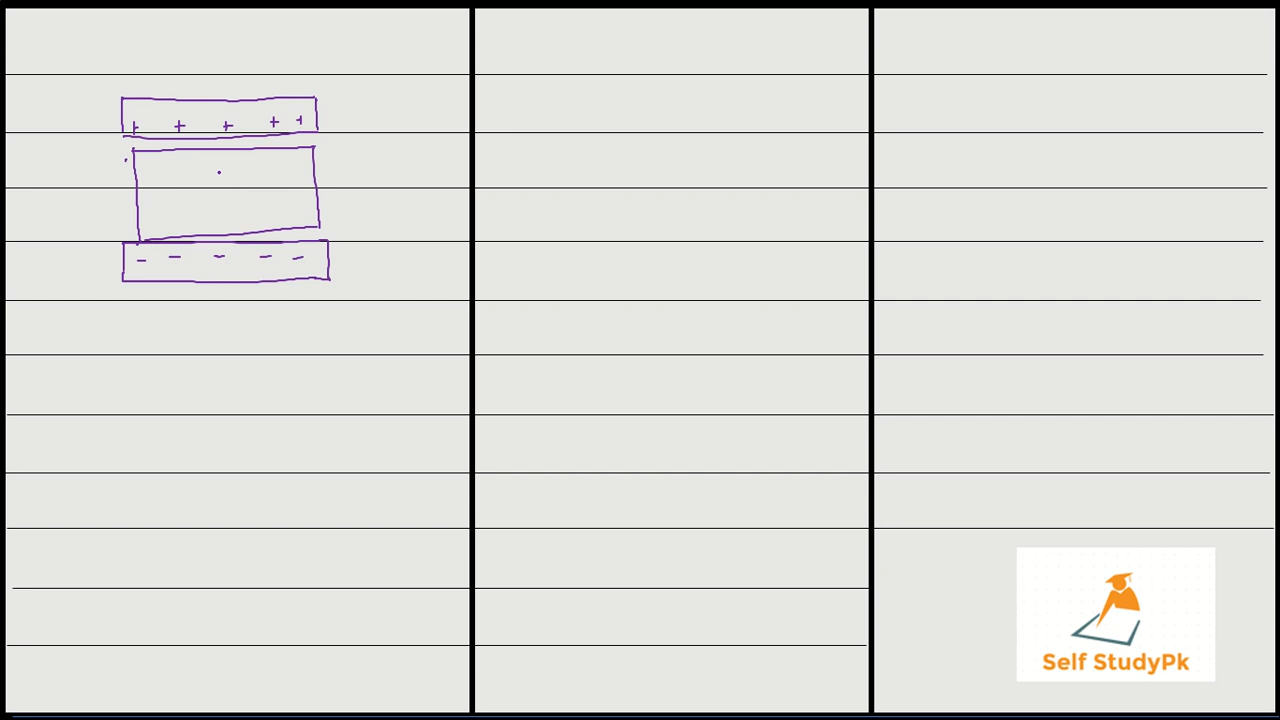 + + + + +
- - - - -
Self StudyPk